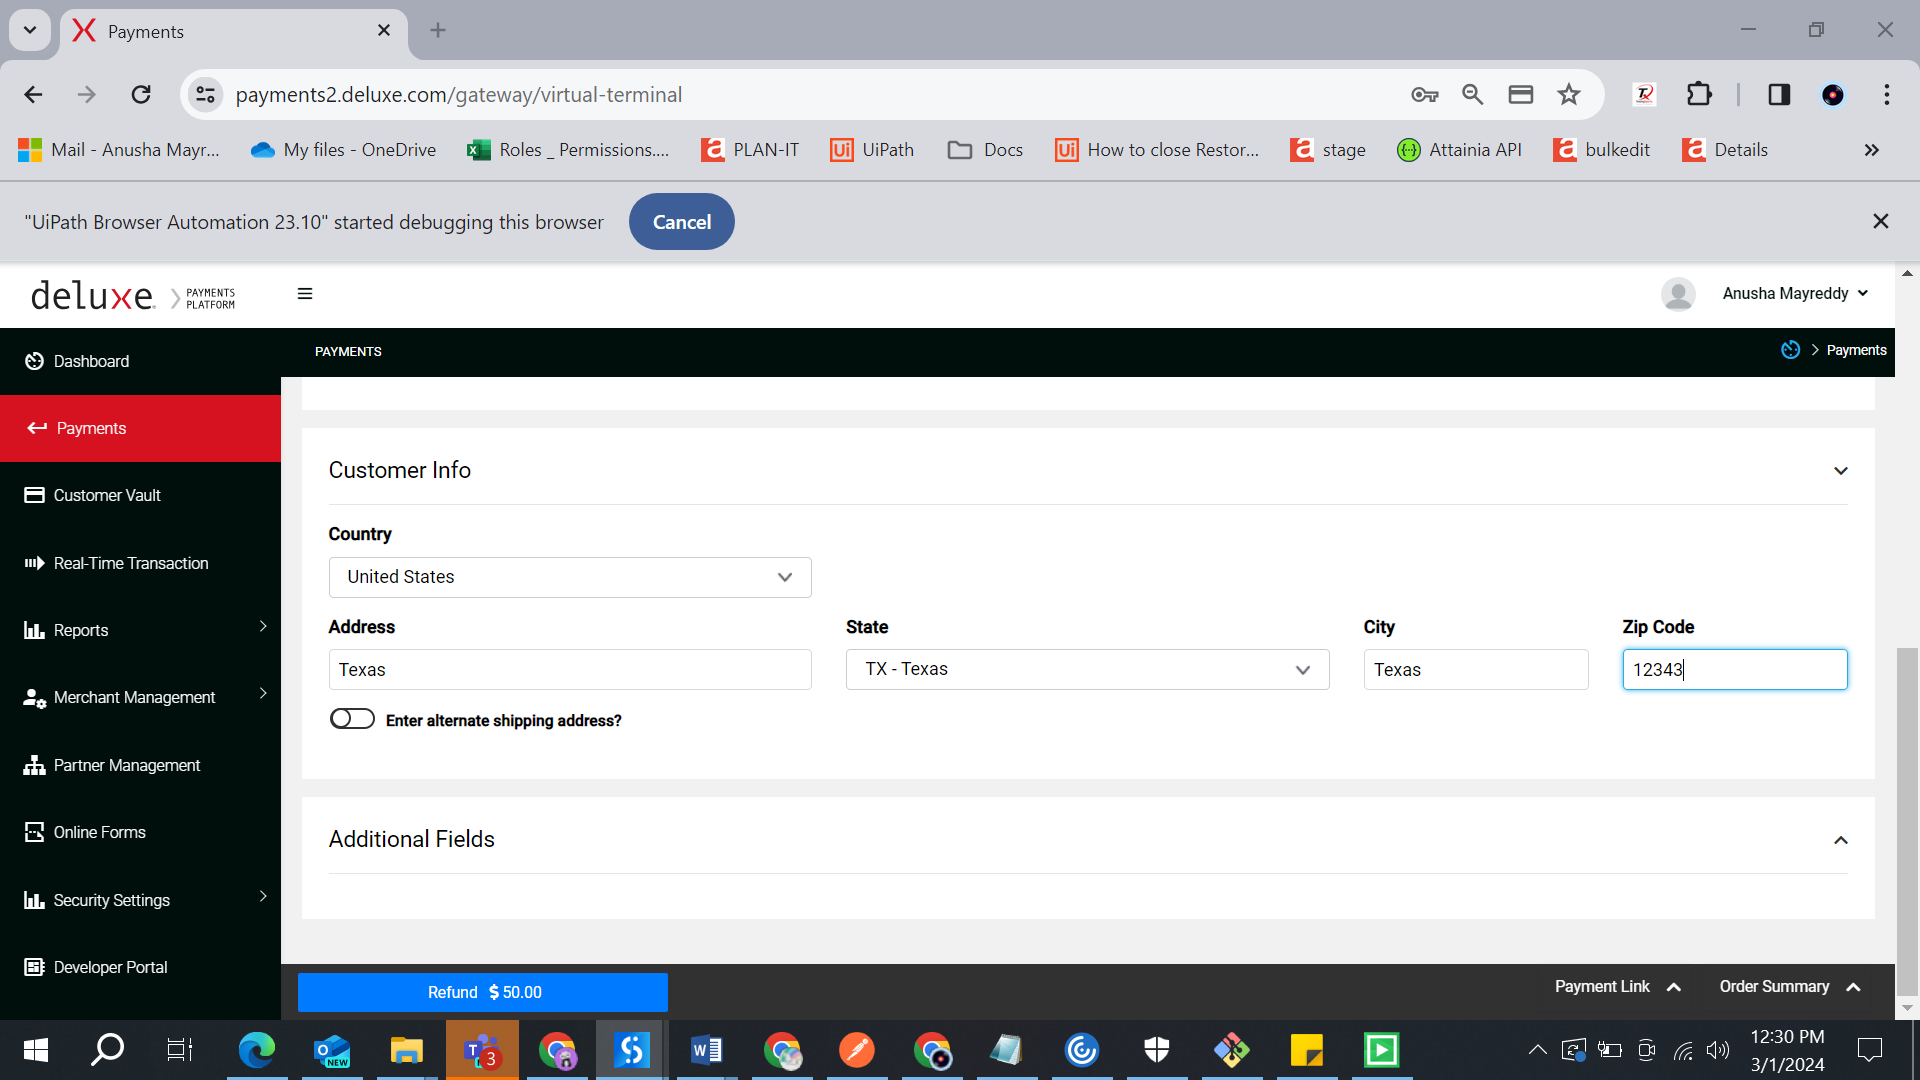 Payments
payments2.deluxe.com/gateway/virtual-terminal
Mail - Anusha Mayr...
My files - OneDrive
Roles _ Permissions....
PLAN-IT
UiPath
Docs
How to close Restor...
stage
Attainia API
bulkedit
Details
"UiPath Browser Automation 23.10" started debugging this browser
Cancel
deluxe. PAYMENTS
PLATFORM
Anusha Mayreddy
PAYMENTS
Payments
Dashboard
Payments
Customer Vault
Real-Time Transaction
Reports
Merchant Management
Partner Management
Online Forms
Security Settings
Developer Portal
Customer Info
Country
United States
Address
State
City
Zip Code
Texas
TX - Texas
Texas
12343
Enter alternate shipping address?
Additional Fields
Refund $ 50.00
Payment Link
Order Summary
NEW
3
12:30 PM
3/1/2024